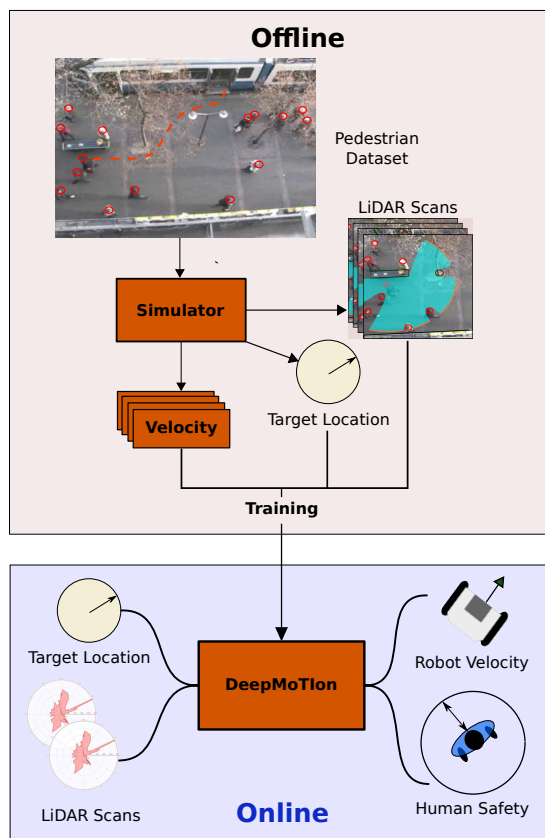 Offline
Pedestrian
Dataset
LiDAR Scans
Simulator
Target Location
Velocity
Training
Target Location
DeepMoTIon
Robot Velocity
LiDAR Scans
Human Safety
Online